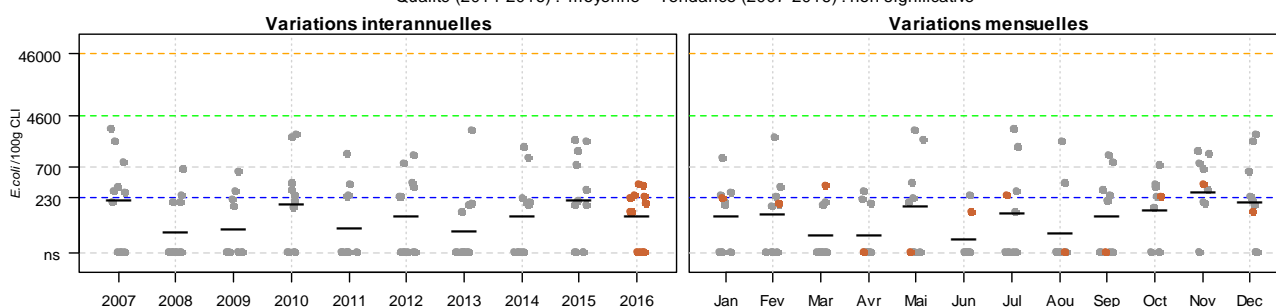 Qualité (2014-2016) : moyenne - Tendance (2007-2016) : non significative
Variations interannuelles
Variations mensuelles
E.coli/100g CLI
46000
4600
700
230
ns
2007 2008 2009 2010 2011 2012 2013 2014 2015 2016
Jan Fev Mar Avr Mai Jun Jul Aou Sep Oct Nov Dec